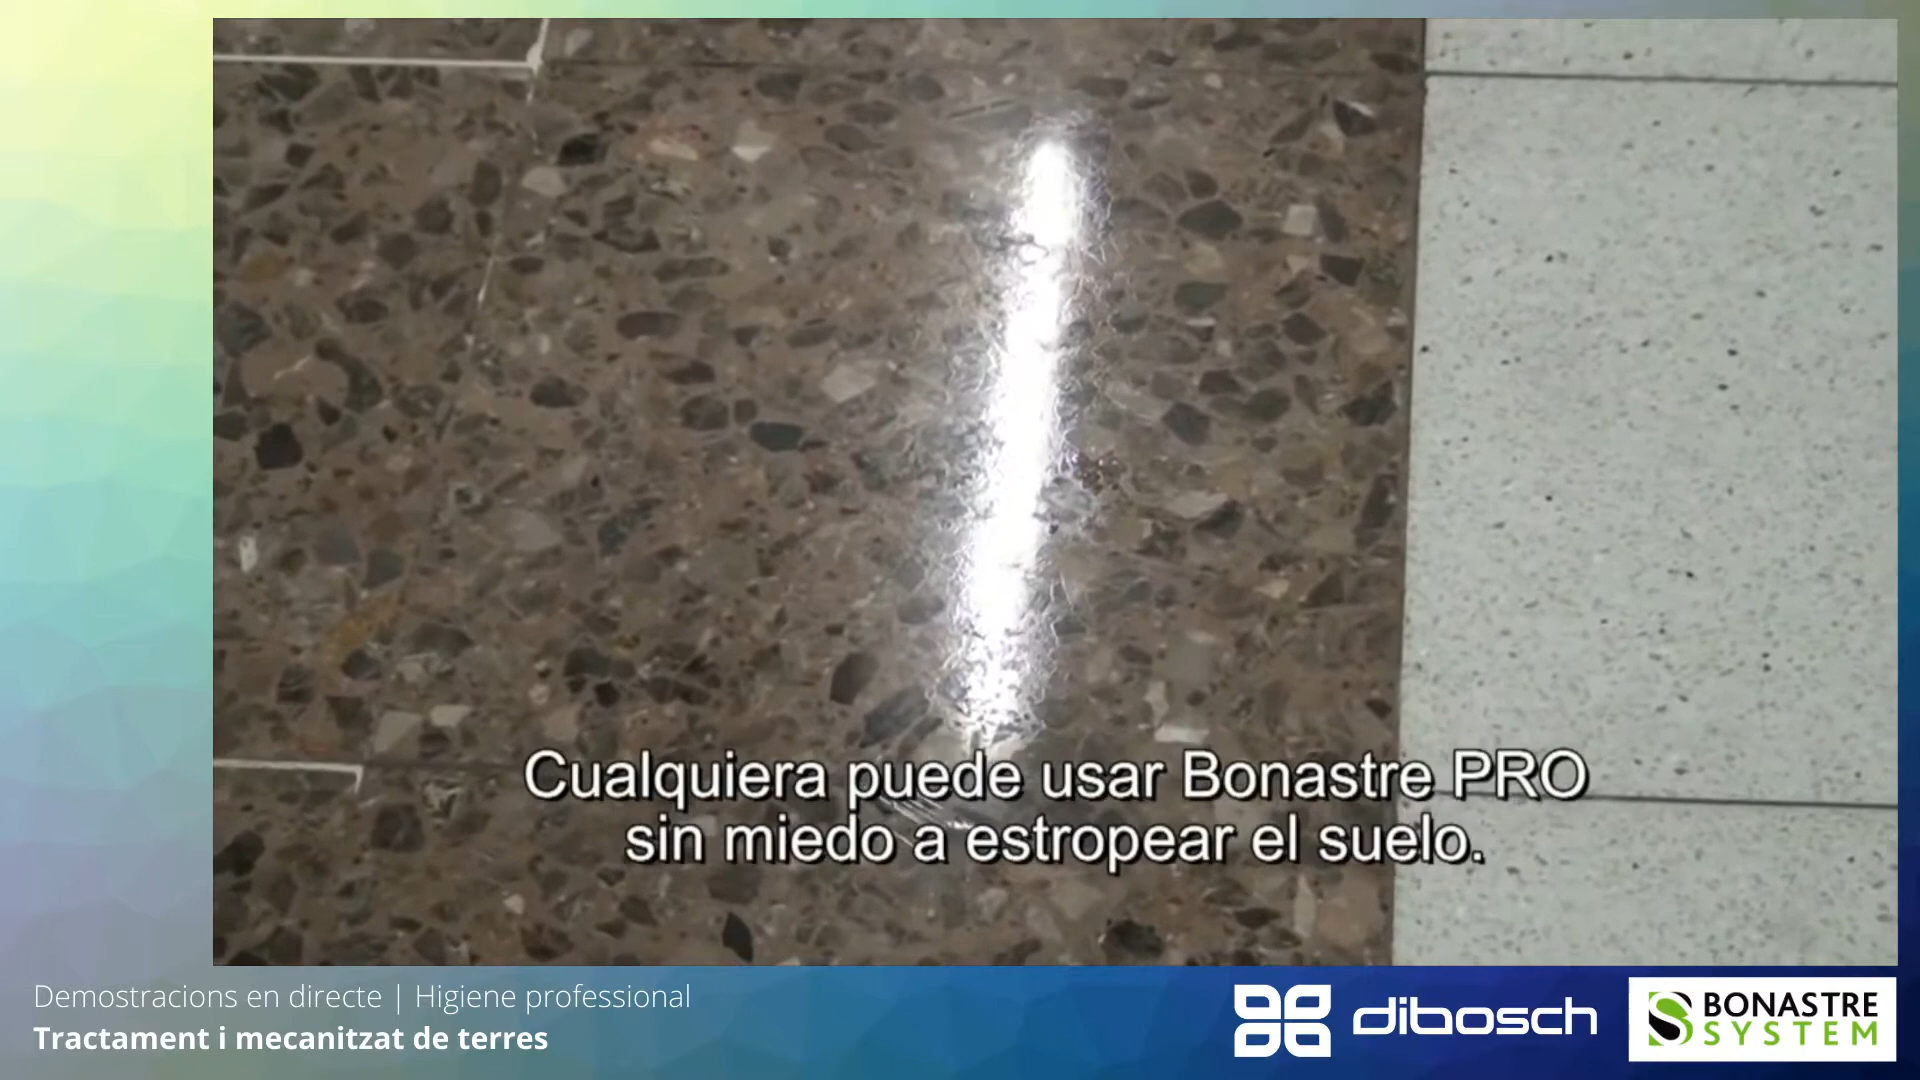 Cualquiera puede usar Bonastre PRO
sin miedo a estropear el suelo.
Demostracions en directe | Higiene professional
Tractament i mecanitzat de terres
dibosch
BONASTRE
SYSTEM